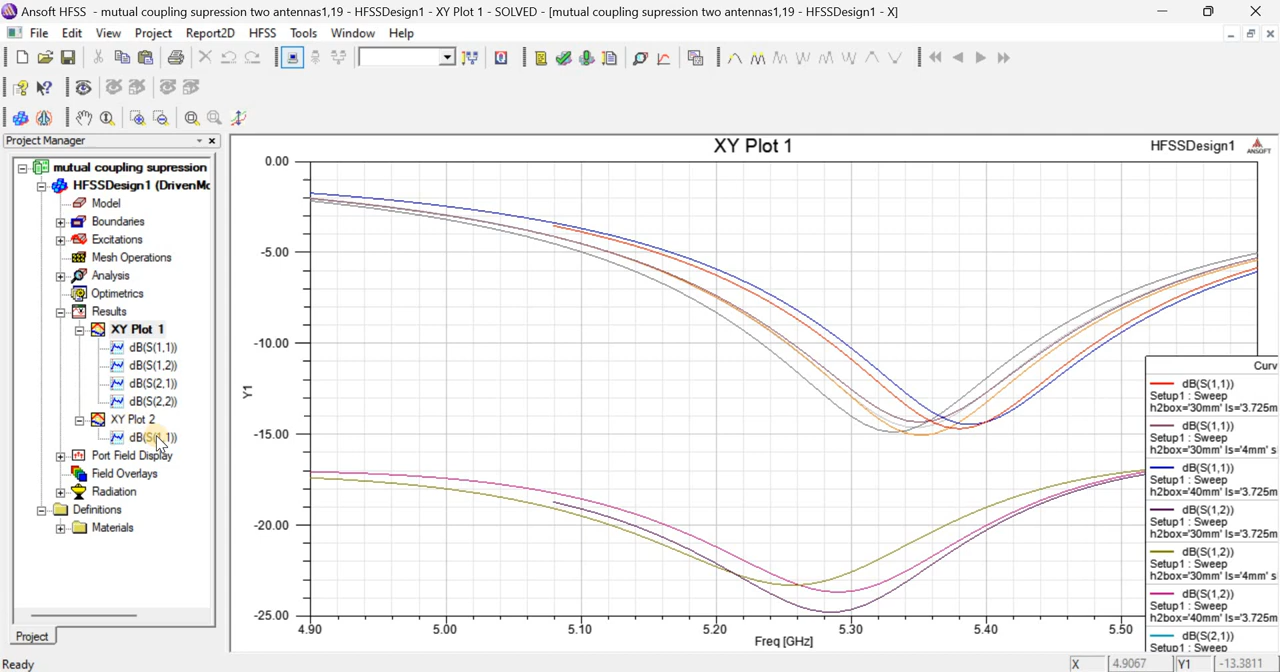 Ansoft HFSS - mutual coupling supression two antennas1,19 - HFSSDesign1 - XY Plot 1 - SOLVED - [mutual coupling supression wo antennas1,19 - HFSSDesign1 - X]
File Edit View Project Report2D HFSS Tools Window Help
Project Manager
mutual coupling supression
HFSSDesign1 (DrivenMo
Model
Boundaries
Excitations
Mesh Operations
Analysis
Optimetrics
Results
XY Plot 1
dB(S(1,1))
dB(S(1,2))
dB(S(2,1))
dB(S(2,2))
XY Plot 2
Port Field Display
Field Overlays
Radiation
Definitions
Materials
Project
XY Plot 1
HFSSDesign1
ANSOFT
0.00
-5.00
-10.00
-15.00
-20.00
-25.00
Y1
4.90 5.00 5.10 5.20 5.30 5.40 5.50
Freq [GHz]
Curv
dB(S(1,1))
Setup1 : Sweep
h2box='30mm' ls='3.725m
dB(S(1,1))
Setup1 : Sweep
h2box='30mm' ls='4mm' s
dB(S(1,1))
Setup1 : Sweep
h2box='40mm' ls='3.725m
dB(S(1,2))
Setup1 : Sweep
h2box='30mm' ls='3.725m
dB(S(1,2))
Setup1 : Sweep
h2box='30mm' ls='4mm' s
dB(S(1,2))
Setup1 : Sweep
h2box='40mm' ls='3.725m
dB(S(2,1))
Setup1 : Sweep
Ready
X 4.9067 Y1 -13.3811